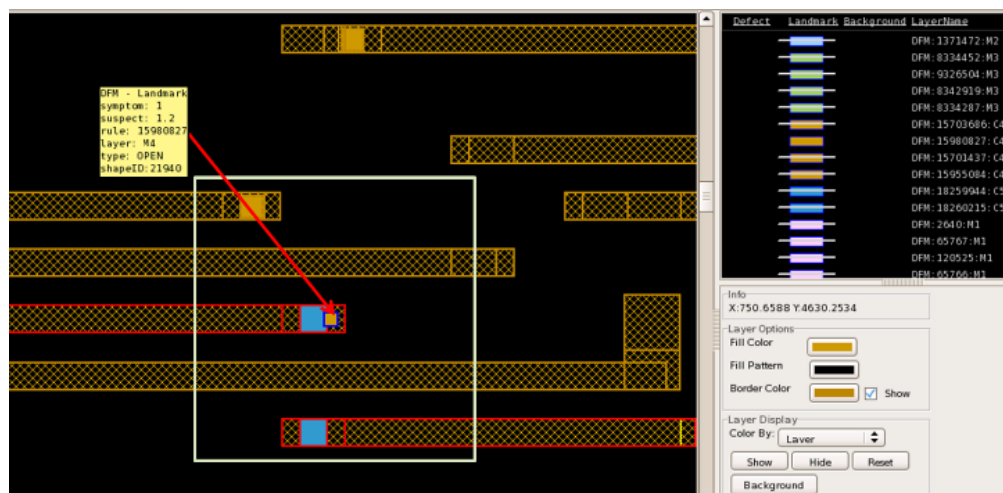 DFM - Landmark
symptom: 1
suspect: 1.2
rule: 15980827
layer: M4
type: OPEN
shapeID:21940
Defect Landmark Background LayerName
DFM:1371472:M2
DFM:8334452:M3
DFM:9326504:M3
DFM:8342919:M3
DFM:8334287:M3
DFM:15703686:C4
DFM:15980827:C4
DFM:15701437:C4
DFM:15955084:C4
DFM:18259944:C5
DFM:18260215:C5
DFM:2640:M1
DFM:65767:M1
DFM:120525:M1
DFM:65766:M1
Info
X:750.6588 Y:4630.2534
Layer Options
Fill Color
Fill Pattern
Border Color
Show
Layer Display
Color By: Layer
Show Hide Reset
Background